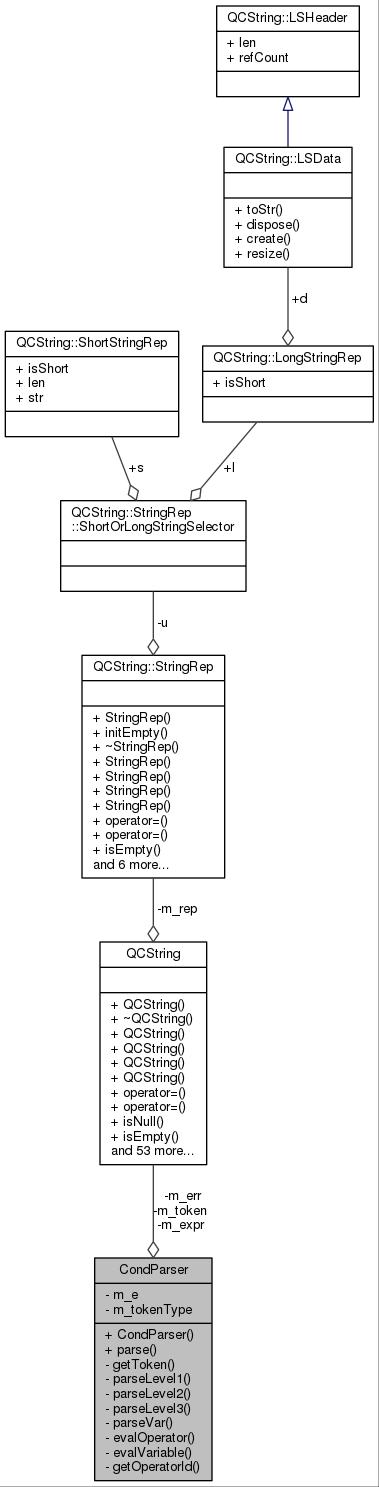 QCString::LSHeader
+ len
+ refCount
QCString::LSData
+ toStr()
+ dispose()
+ create()
+ resize()
+d
QCString::ShortStringRep
+ isShort
+ len
+ str
QCString::LongStringRep
+ isShort
+s
+l
QCString::StringRep
::ShortOrLongStringSelector
-u
QCString::StringRep
+ StringRep()
+ initEmpty()
+ ~StringRep()
+ StringRep()
+ StringRep()
+ StringRep()
+ StringRep()
+ operator=()
+ operator=()
+ isEmpty()
and 6 more...
-m_rep
QCString
+ QCString()
+ ~QCString()
+ QCString()
+ QCString()
+ QCString()
+ QCString()
+ operator=()
+ operator=()
+ isNull()
+ isEmpty()
and 53 more...
-m_err
-m_token
-m_expr
CondParser
- m_e
- m_tokenType
+ CondParser()
+ parse()
- getToken()
- parseLevel1()
- parseLevel2()
- parseLevel3()
- parseVar()
- evalOperator()
- evalVariable()
- getOperatorId()